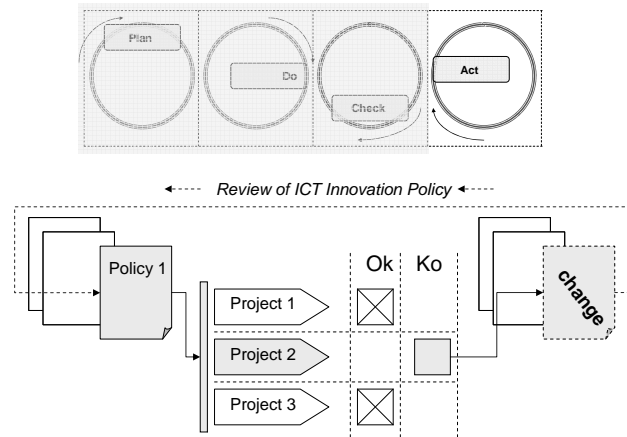 Plan
Do
Check
Act
Review of ICT Innovation Policy
Ok Ko
Policy 1
change
Project 1
Project 2
Project 3